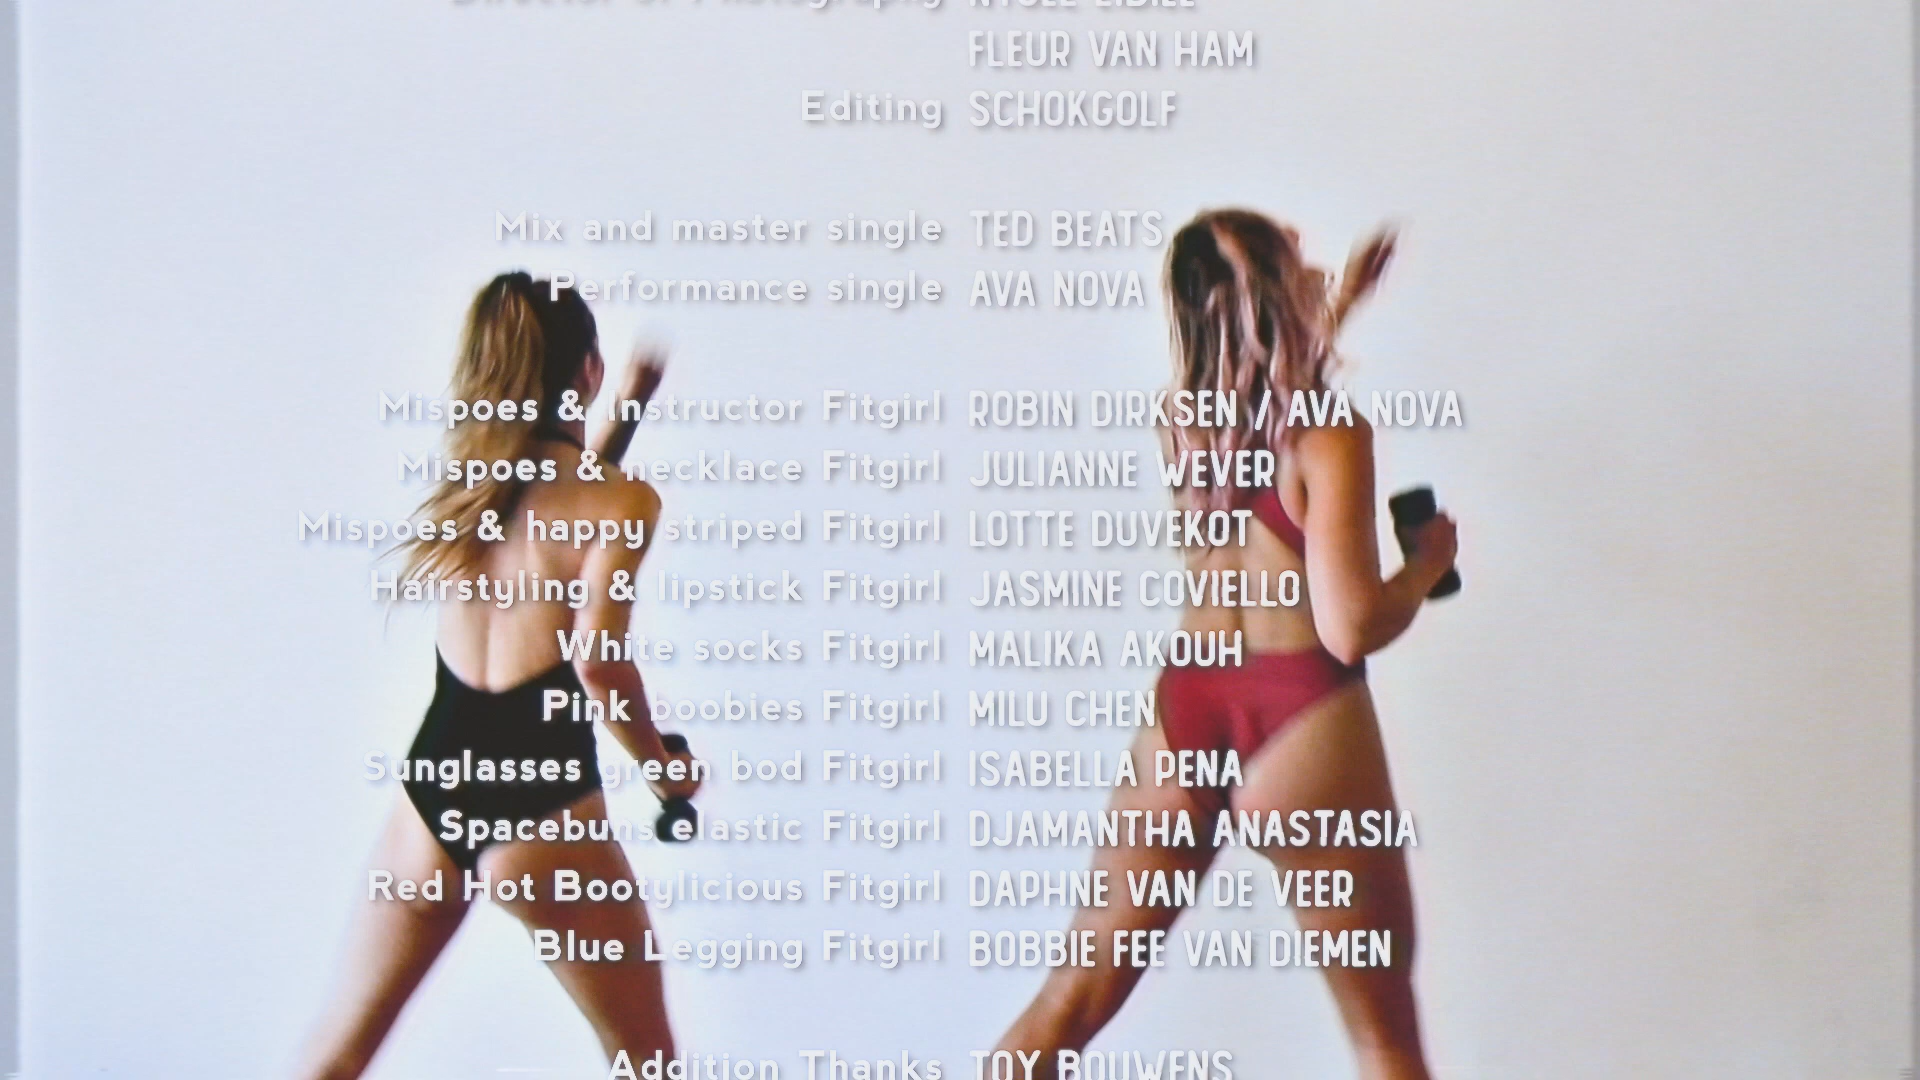 Director of Photography
FLEUR VAN HAM
Editing SCHOKGOLF
Mix and master single TED BEATS
Performance single AVA NOVA
Mispoes & Instructor Fitgirl ROBIN DIRKSEN / AVA NOVA
Mispoes & necklace Fitgirl JULIANNE WEVER
Mispoes & happy striped Fitgirl LOTTE DUVEKOT
Hairstyling & lipstick Fitgirl JASMINE COVIELLO
White socks Fitgirl MALIKA AKOUH
Pink boobies Fitgirl MILU CHEN
Sunglasses green bod Fitgirl ISABELLA PENA
Spacebuns elastic Fitgirl DJAMANTHA ANASTASIA
Red Hot Bootylicious Fitgirl DAPHNE VAN DE VEER
Blue Legging Fitgirl BOBBIE FEE VAN DIEMEN
Addition Thanks TOY BOUWENS